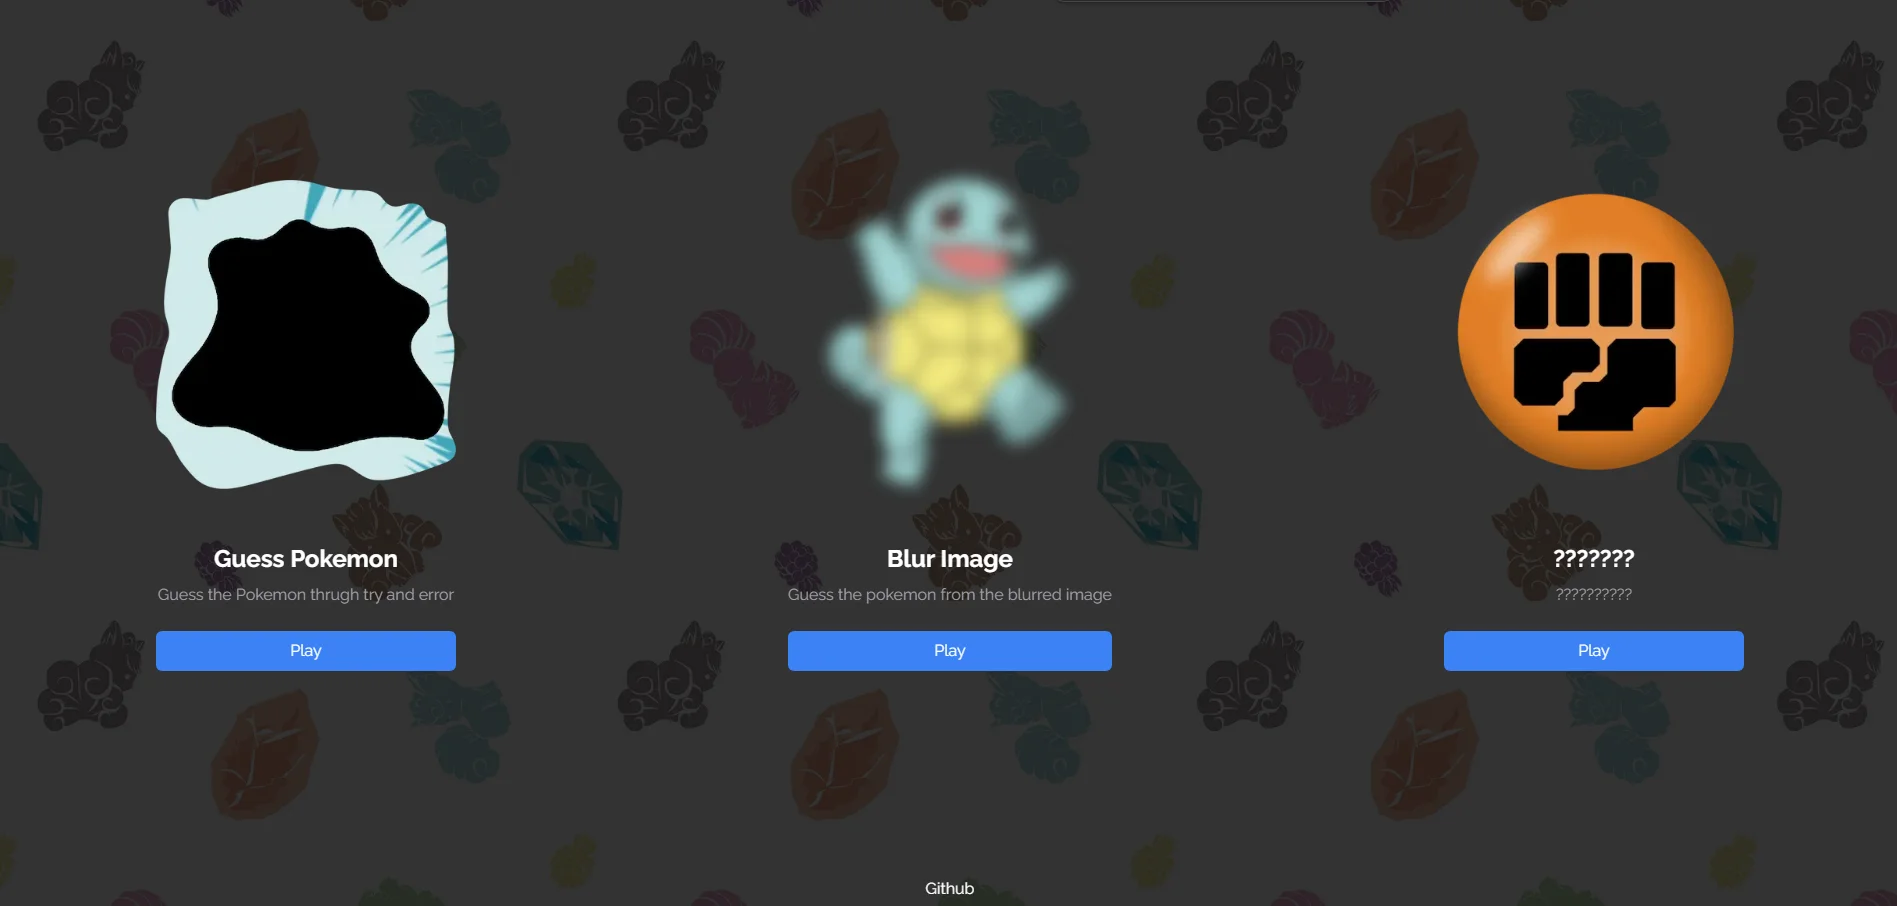 Guess Pokemon
Guess the Pokemon thrugh try and error
Play
Blur Image
Guess the pokemon from the blurred image
Play
???????
??????????
Play
Github